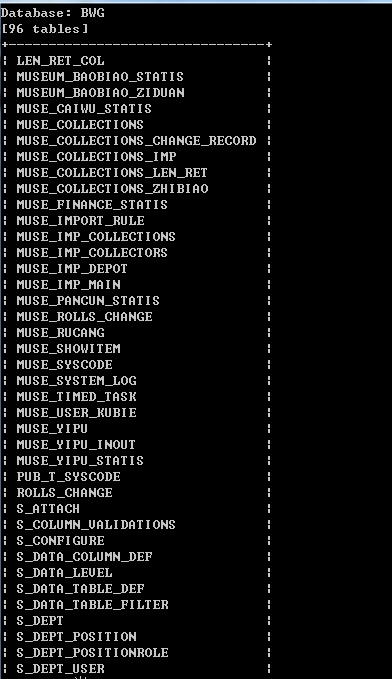 Database: BWG
[96 tables]
+--------------------------------+
¦ LEN_RET_COL ¦
¦ MUSEUM_BAOBIAO_STATIS ¦
¦ MUSEUM_BAOBIAO_ZIDUAN ¦
¦ MUSE_CAIWU_STATIS ¦
¦ MUSE_COLLECTIONS ¦
¦ MUSE_COLLECTIONS_CHANGE_RECORD ¦
¦ MUSE_COLLECTIONS_IMP ¦
¦ MUSE_COLLECTIONS_LEN_RET ¦
¦ MUSE_COLLECTIONS_ZHIBIAO ¦
¦ MUSE_FINANCE_STATIS ¦
¦ MUSE_IMPORT_RULE ¦
¦ MUSE_IMP_COLLECTIONS ¦
¦ MUSE_IMP_COLLECTORS ¦
¦ MUSE_IMP_DEPOT ¦
¦ MUSE_IMP_MAIN ¦
¦ MUSE_PANCUN_STATIS ¦
¦ MUSE_ROLLS_CHANGE ¦
¦ MUSE_RUCANG ¦
¦ MUSE_SHOWITEM ¦
¦ MUSE_SYSCODE ¦
¦ MUSE_SYSTEM_LOG ¦
¦ MUSE_TIMED_TASK ¦
¦ MUSE_USER_KUBIE ¦
¦ MUSE_YIPU ¦
¦ MUSE_YIPU_INOUT ¦
¦ MUSE_YIPU_STATIS ¦
¦ PUB_T_SYSCODE ¦
¦ ROLLS_CHANGE ¦
¦ S_ATTACH ¦
¦ S_COLUMN_VALIDATIONS ¦
¦ S_CONFIGURE ¦
¦ S_DATA_COLUMN_DEF ¦
¦ S_DATA_LEVEL ¦
¦ S_DATA_TABLE_DEF ¦
¦ S_DATA_TABLE_FILTER ¦
¦ S_DEPT ¦
¦ S_DEPT_POSITION ¦
¦ S_DEPT_POSITIONROLE ¦
¦ S_DEPT_USER ¦